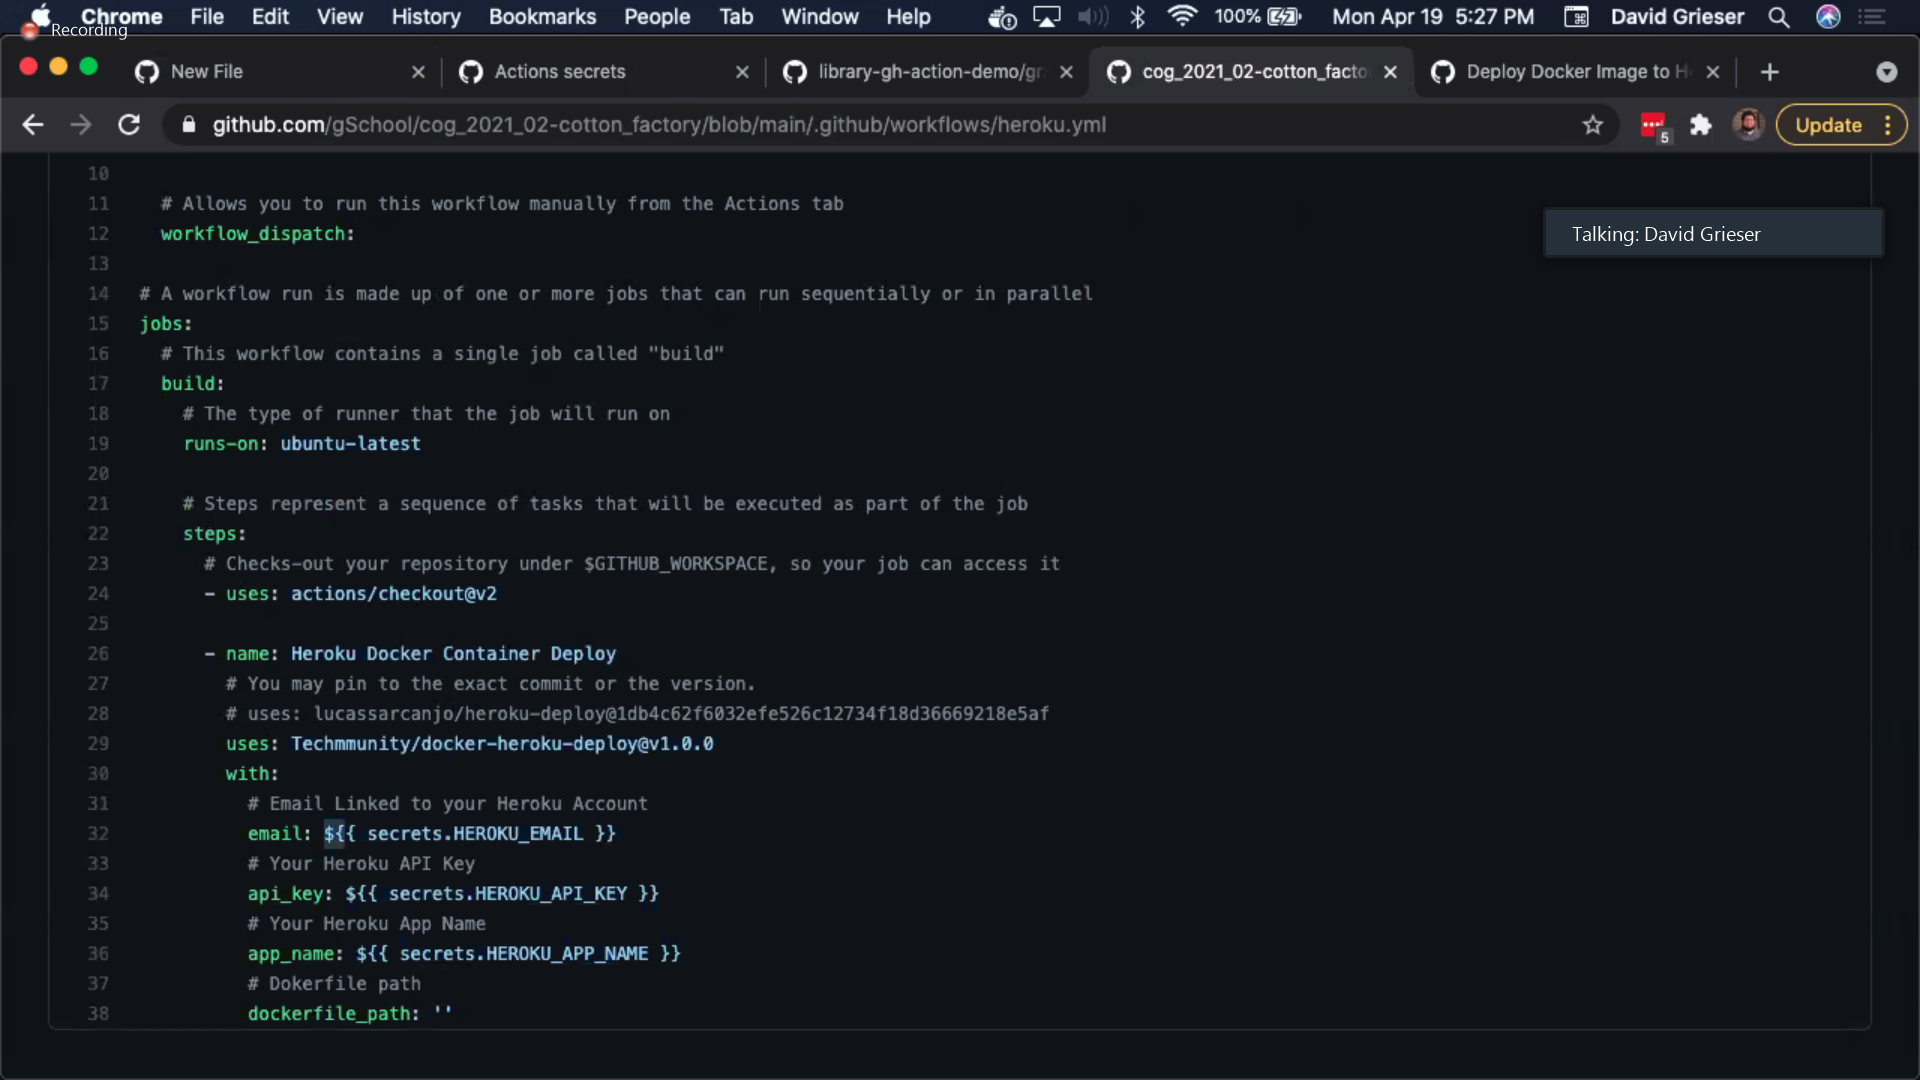 Chrome File Edit View History Bookmarks People Tab Window Help 100% Mon Apr 19 5:27 PM David Grieser
Recording
New File Actions secrets library-gh-action-demo/gr cog_2021_02-cotton_facto Deploy Docker Image to H
github.com/gSchool/cog_2021_02-cotton_factory/blob/main/.github/workflows/heroku.yml 5 Update
Talking: David Grieser
10
11 # Allows you to run this workflow manually from the Actions tab
12 workflow_dispatch:
13
14 # A workflow run is made up of one or more jobs that can run sequentially or in parallel
15 jobs:
16 # This workflow contains a single job called "build"
17 build:
18 # The type of runner that the job will run on
19 runs-on: ubuntu-latest
20
21 # Steps represent a sequence of tasks that will be executed as part of the job
22 steps:
23 # Checks-out your repository under $GITHUB_WORKSPACE, so your job can access it
24 - uses: actions/checkout@v2
25
26 - name: Heroku Docker Container Deploy
27 # You may pin to the exact commit or the version.
28 # uses: lucassarcanjo/heroku-deploy@1db4c62f6032efe526c12734f18d36669218e5af
29 uses: Techmmunity/docker-heroku-deploy@v1.0.0
30 with:
31 # Email Linked to your Heroku Account
32 email: ${{ secrets.HEROKU_EMAIL }}
33 # Your Heroku API Key
34 api_key: ${{ secrets.HEROKU_API_KEY }}
35 # Your Heroku App Name
36 app_name: ${{ secrets.HEROKU_APP_NAME }}
37 # Dokerfile path
38 dockerfile_path: ''